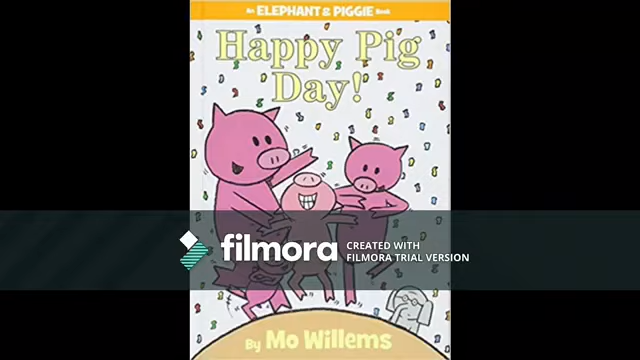 An ELEPHANT & PIGGIE Book
Happy Pig
Day!
filmora
CREATED WITH
FILMORA TRIAL VERSION
By Mo Willems